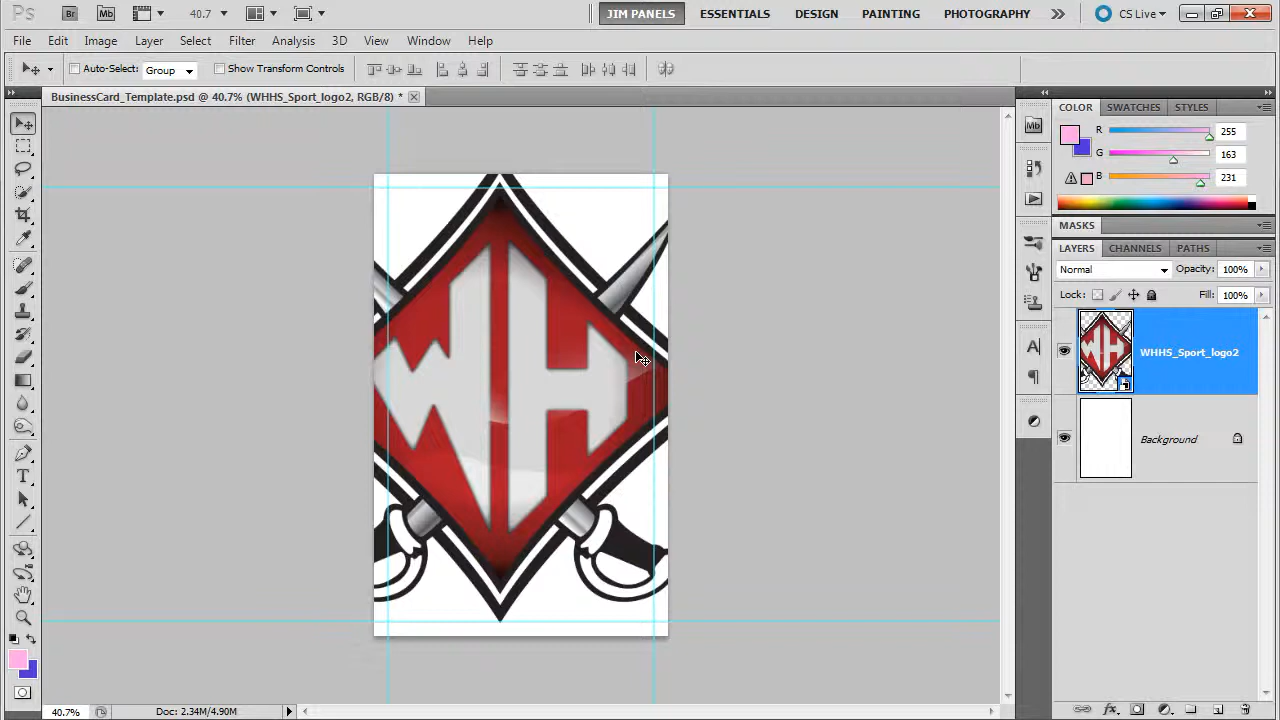 Ps Br Mb 40.7 JIM PANELS ESSENTIALS DESIGN PAINTING PHOTOGRAPHY CS Live
File Edit Image Layer Select Filter Analysis 3D View Window Help
Auto-Select: Group Show Transform Controls
BusinessCard_Template.psd @ 40.7% (WHHS_Sport_logo2, RGB/8) *
COLOR SWATCHES STYLES
Mb
R 255
G 163
B 231
MASKS
LAYERS CHANNELS PATHS
Normal Opacity: 100%
Lock: Fill: 100%
WHHS_Sport_logo2
Background
WH
A
T
40.7% Doc: 2.34M/4.90M